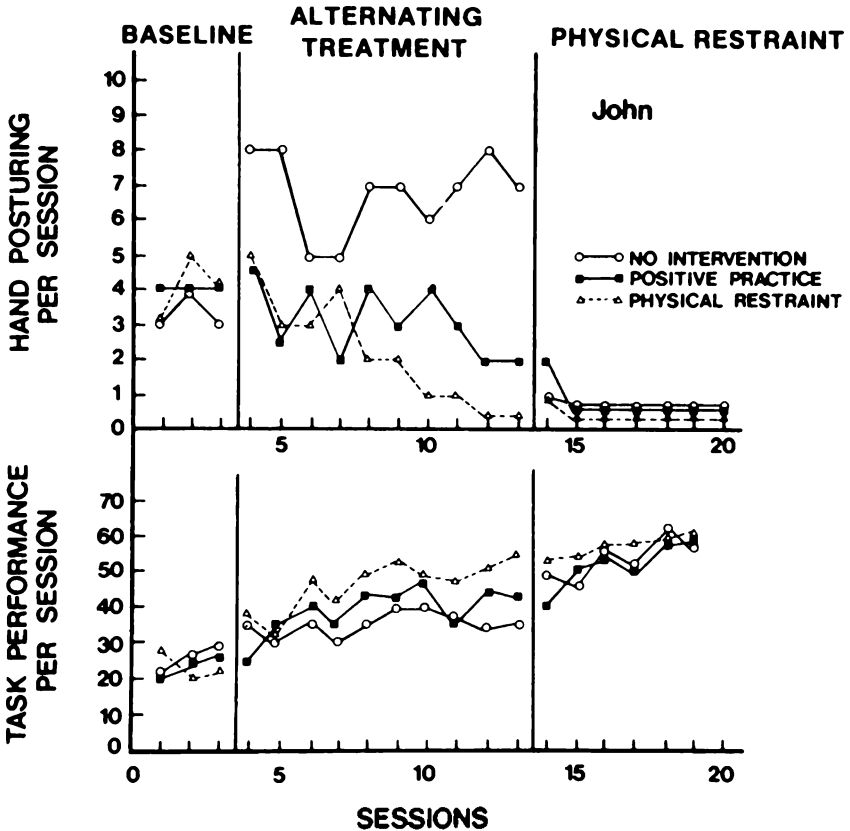 BASELINE
ALTERNATING
TREATMENT
PHYSICAL RESTRAINT
HAND POSTURING
PER SESSION
10
9
8
7
6
5
4
3
2
1
0
John
NO INTERVENTION
POSITIVE PRACTICE
PHYSICAL RESTRAINT
5
10
15
20
TASK PERFORMANCE
PER SESSION
70
60
50
40
30
20
10
0
0
5
10
15
20
SESSIONS